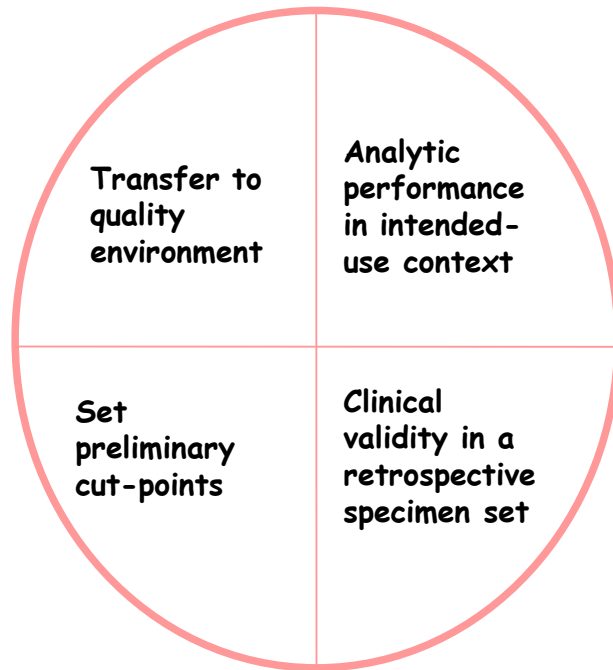 Transfer to
quality
environment
Analytic
performance
in intended-
use context
Set
preliminary
cut-points
Clinical
validity in a
retrospective
specimen set